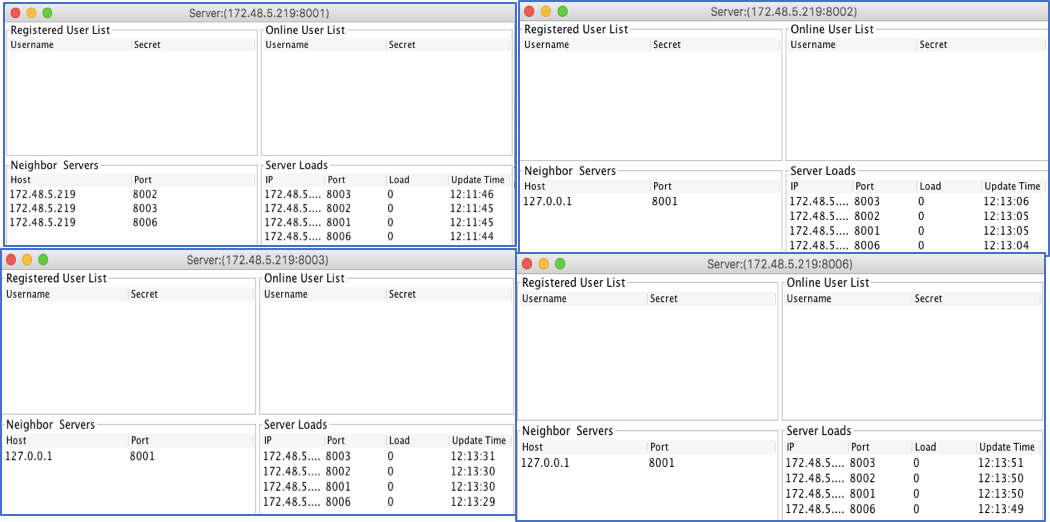 Server:(172.48.5.219:8001)
Registered User List Online User List
Username Secret Username Secret
Neighbor Servers Server Loads
Host Port IP Port Load Update Time
172.48.5.219 8002 172.48.5.... 8003 0 12:11:46
172.48.5.219 8003 172.48.5.... 8002 0 12:11:45
172.48.5.219 8006 172.48.5.... 8001 0 12:11:45
172.48.5.... 8006 0 12:11:44
Server:(172.48.5.219:8002)
Registered User List Online User List
Username Secret Username Secret
Neighbor Servers Server Loads
Host Port IP Port Load Update Time
127.0.0.1 8001 172.48.5.... 8003 0 12:13:06
172.48.5.... 8002 0 12:13:05
172.48.5.... 8001 0 12:13:05
172.48.5.... 8006 0 12:13:04
Server:(172.48.5.219:8003)
Registered User List Online User List
Username Secret Username Secret
Neighbor Servers Server Loads
Host Port IP Port Load Update Time
127.0.0.1 8001 172.48.5.... 8003 0 12:13:31
172.48.5.... 8002 0 12:13:30
172.48.5.... 8001 0 12:13:30
172.48.5.... 8006 0 12:13:29
Server:(172.48.5.219:8006)
Registered User List Online User List
Username Secret Username Secret
Neighbor Servers Server Loads
Host Port IP Port Load Update Time
127.0.0.1 8001 172.48.5.... 8003 0 12:13:51
172.48.5.... 8002 0 12:13:50
172.48.5.... 8001 0 12:13:50
172.48.5.... 8006 0 12:13:49